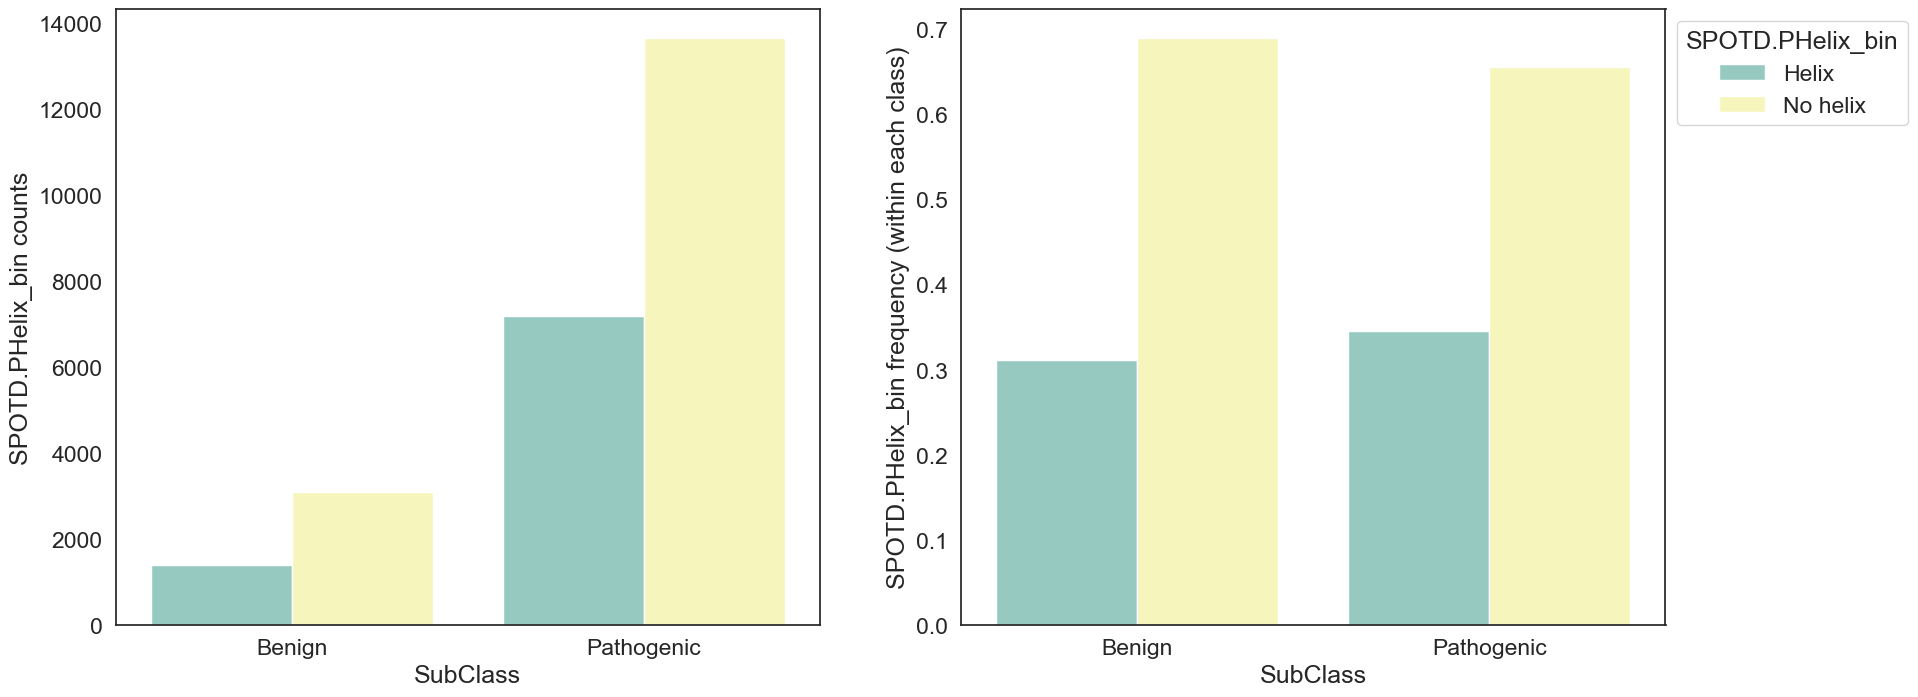 SPOTD.PHelix_bin counts
14000
12000
10000
8000
6000
4000
2000
0
Benign
Pathogenic
SubClass
SPOTD.PHelix_bin frequency (within each class)
0.7
0.6
0.5
0.4
0.3
0.2
0.1
0.0
Benign
Pathogenic
SubClass
SPOTD.PHelix_bin
Helix
No helix